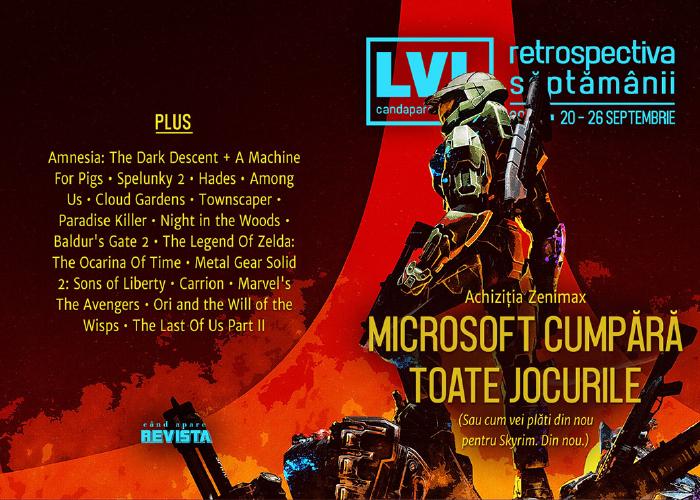 PLUS
Amnesia: The Dark Descent + A Machine
For Pigs • Spelunky 2 • Hades • Among
Us • Cloud Gardens • Townscaper •
Paradise Killer • Night in the Woods •
Baldur's Gate 2 • The Legend Of Zelda:
The Ocarina Of Time • Metal Gear Solid
2: Sons of Liberty • Carrion • Marvel's
The Avengers • Ori and the Will of the
Wisps • The Last Of Us Part II
când apare
REVISTA
LVL
retrospectiva
săptămânii
20 - 26 SEPTEMBRIE
Achiziția Zenimax
MICROSOFT CUMPĂRĂ
TOATE JOCURILE
(Sau cum vei plăti din nou
pentru Skyrim. Din nou.)